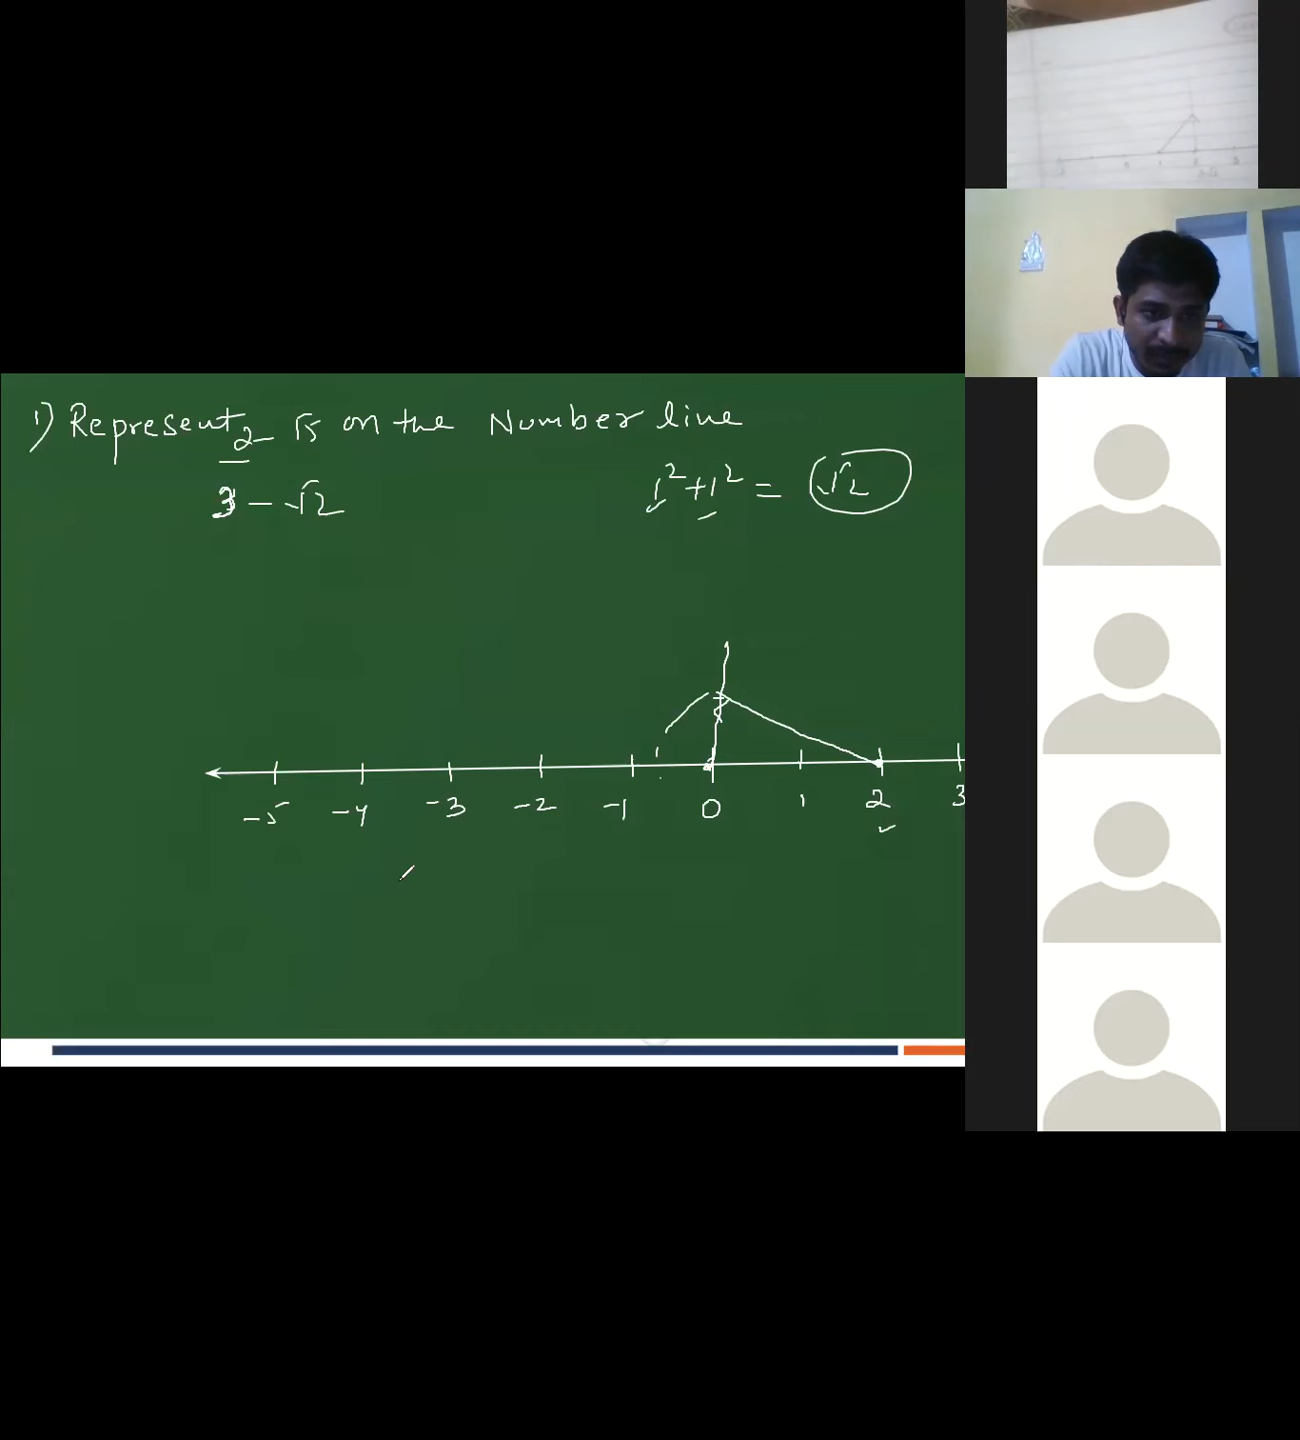 1) Represent 2-√5 on the Number line
3 - √2
1²+1² = √2
-5 -4 -3 -2 -1 0 1 2 3